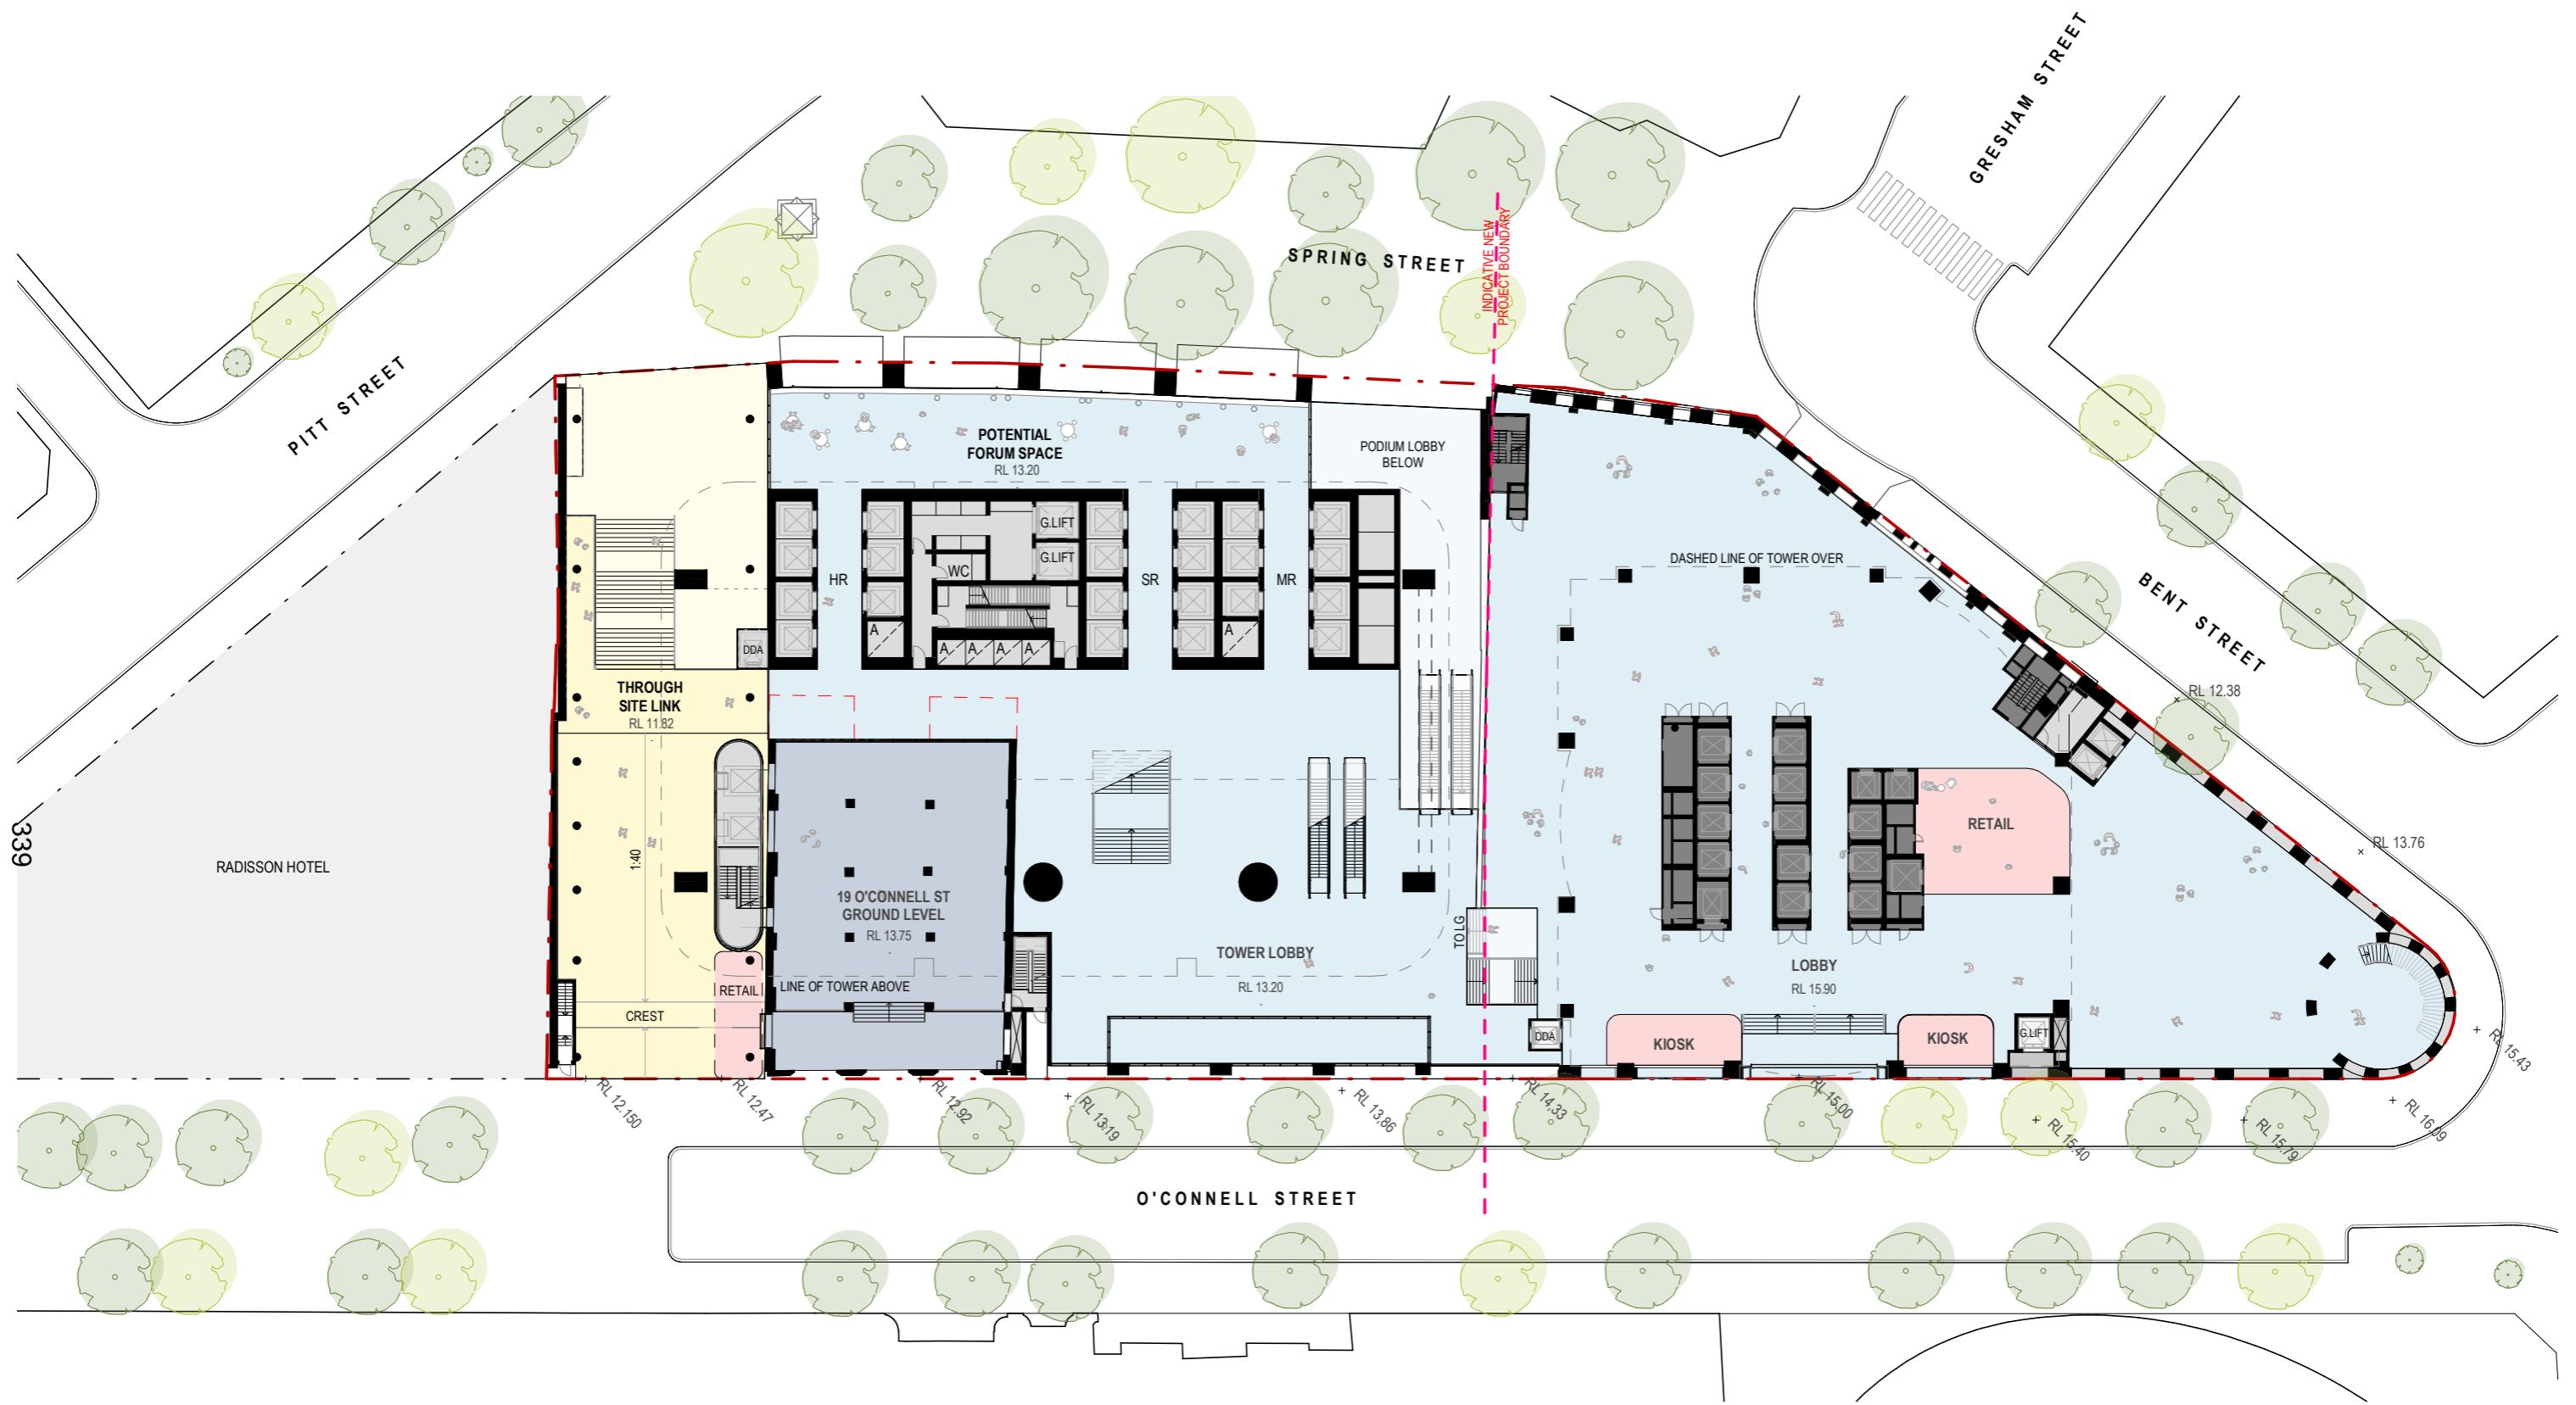 GRESHAM STREET
SPRING STREET
INDICATIVE NEW
PROJECT BOUNDARY
PITT STREET
BENT STREET
POTENTIAL
FORUM SPACE
RL 13.20
PODIUM LOBBY
BELOW
G.LIFT
G.LIFT
WC
HR
SR
MR
A
A
A
A
A
A
DDA
DASHED LINE OF TOWER OVER
THROUGH
SITE LINK
RL 11.82
RL 12.38
RL 13.76
339
RADISSON HOTEL
1:40
19 O'CONNELL ST
GROUND LEVEL
RL 13.75
RETAIL
TO LG
TOWER LOBBY
RL 13.20
LOBBY
RL 15.90
RETAIL
LINE OF TOWER ABOVE
CREST
DDA
KIOSK
KIOSK
G.LIFT
RL 12.150
RL 12.47
RL 12.92
RL 13.19
RL 13.86
RL 14.33
RL 15.00
RL 15.40
RL 15.79
RL 16.09
RL 15.43
O'CONNELL STREET